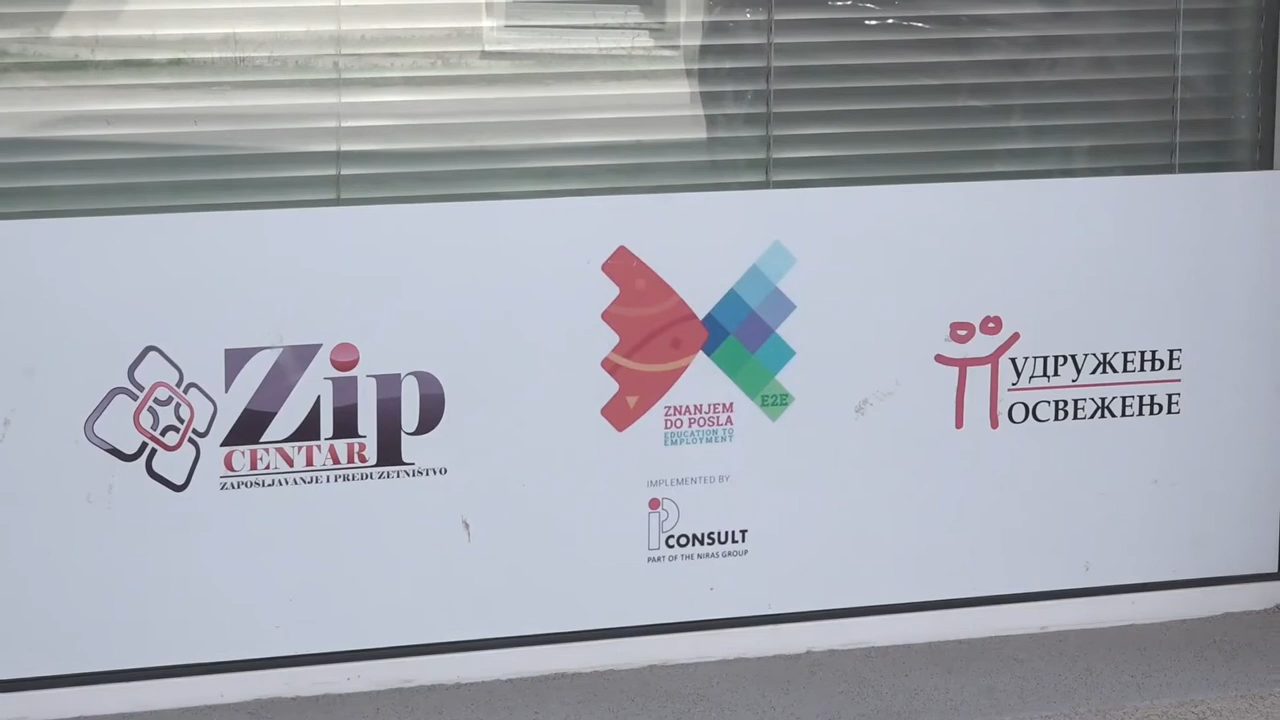 Zip
CENTAR
ZAPOŠLJAVANJE I PREDUZETNIŠTVO
ZNANJEM
DO POSLA
EDUCATION TO
EMPLOYMENT
E2E
IMPLEMENTED BY
ip
CONSULT
PART OF THE NIRAS GROUP
УДРУЖЕЊЕ
ОСВЕЖЕЊЕ